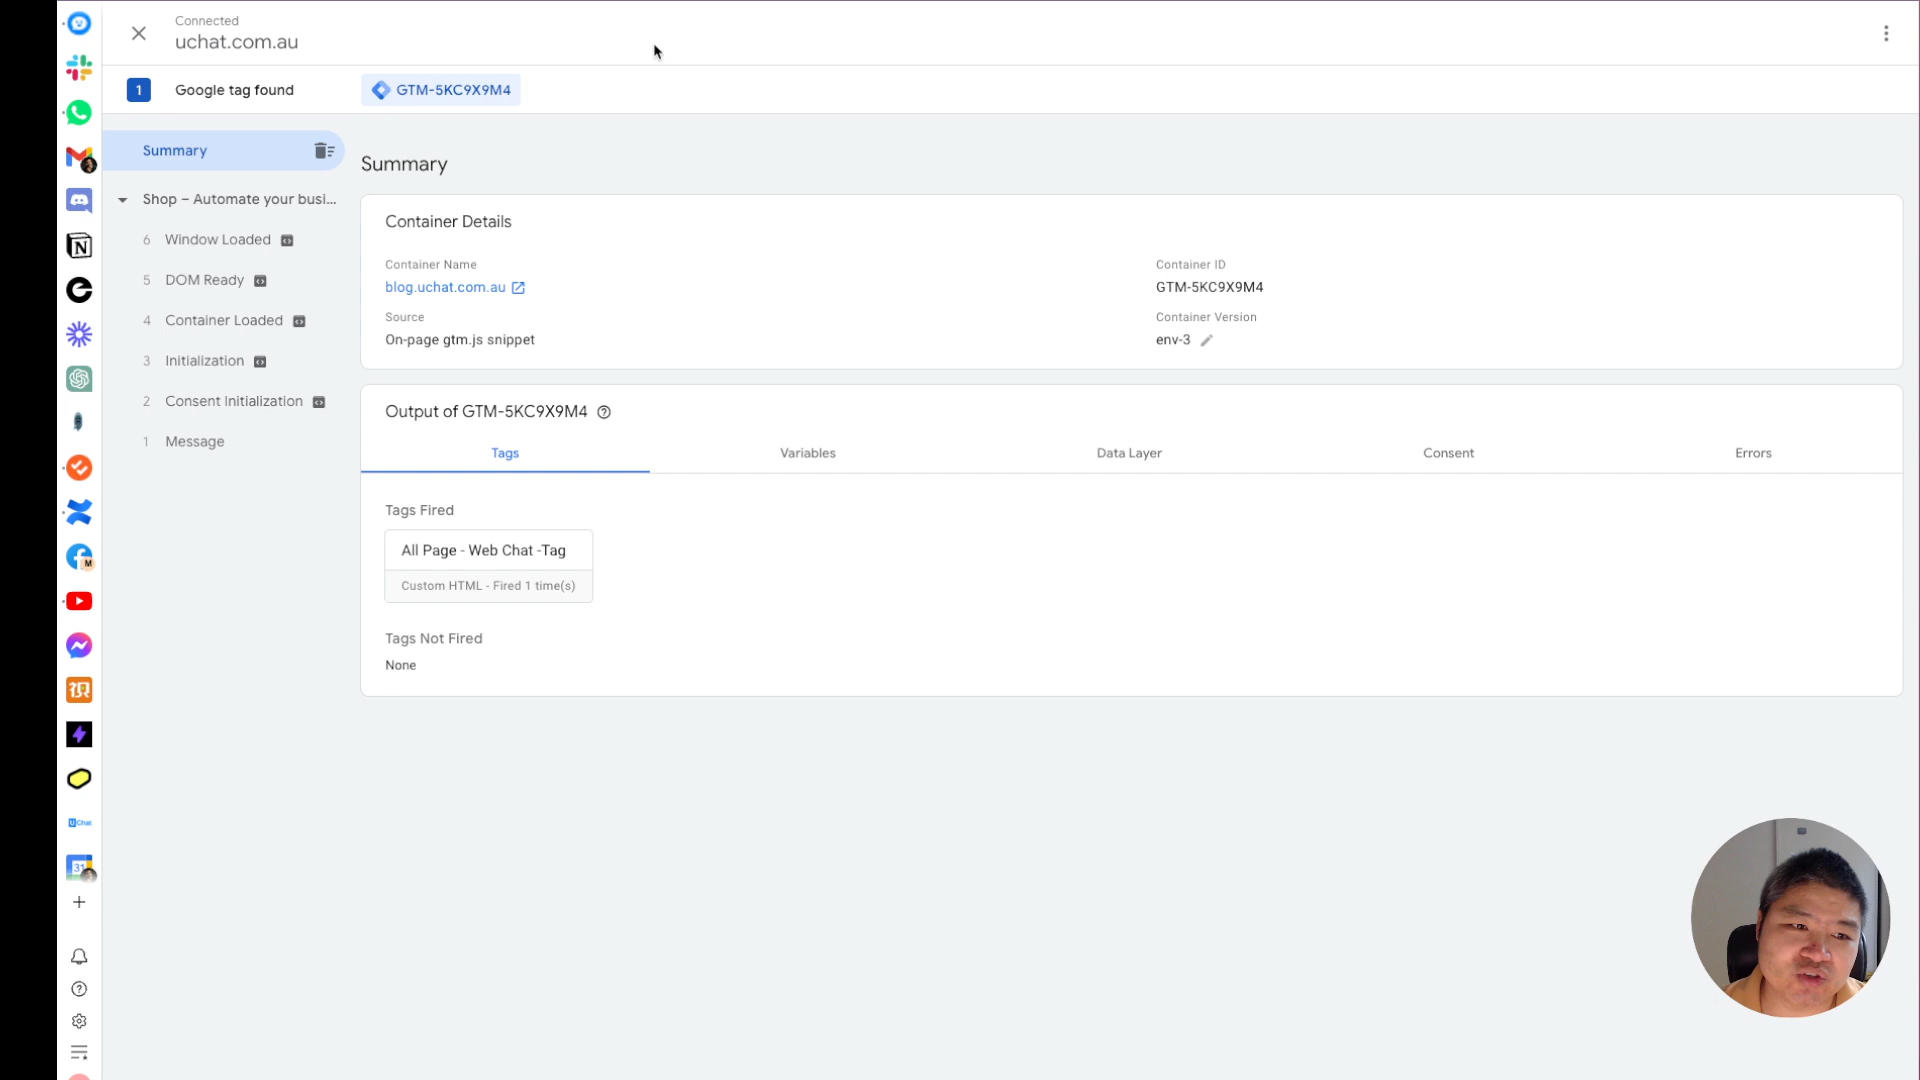 Connected
uchat.com.au
1 Google tag found GTM-5KC9X9M4
Summary
Shop – Automate your busi...
6 Window Loaded
5 DOM Ready
4 Container Loaded
3 Initialization
2 Consent Initialization
1 Message
Summary
Container Details
Container Name
blog.uchat.com.au
Container ID
GTM-5KC9X9M4
Source
On-page gtm.js snippet
Container Version
env-3
Output of GTM-5KC9X9M4
Tags Variables Data Layer Consent Errors
Tags Fired
All Page - Web Chat -Tag
Custom HTML - Fired 1 time(s)
Tags Not Fired
None
M
UChat
31